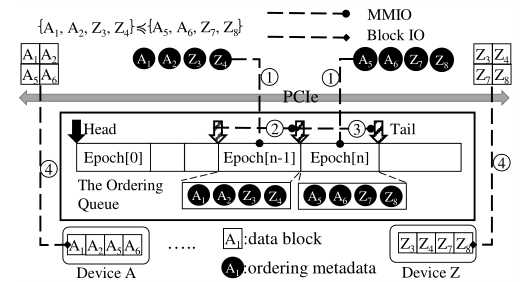 {A₁, A₂, Z₃, Z₄}≼{A₅, A₆, Z₇, Z₈}
MMIO
Block IO
A₁ A₂
A₅ A₆
A₁ A₂ Z₃ Z₄
A₅ A₆ Z₇ Z₈
Z₃ Z₄
Z₇ Z₈
① ①
PCIe
Head ② ③ Tail
④ ④
Epoch[0] Epoch[n-1] Epoch[n]
The Ordering
Queue
A₁ A₂ Z₃ Z₄
A₅ A₆ Z₇ Z₈
A₁ A₂ A₅ A₆
Device A
.....
A₁:data block
A₁:ordering metadata
Z₃ Z₄ Z₇ Z₈
Device Z